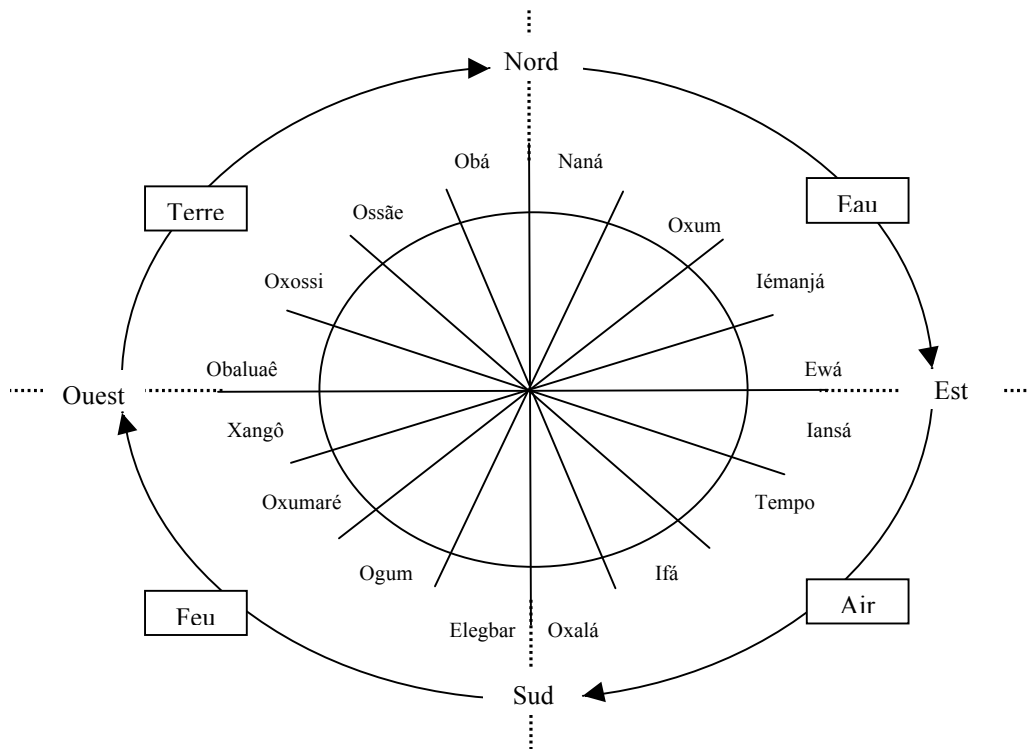 Nord
Obá Naná
Terre Eau
Ossãe Oxum
Oxossi Iémanjá
Obaluaê Ewá
Ouest Est
Xangô Iansá
Oxumaré Tempo
Ogum Ifá
Feu Air
Elegbar Oxalá
Sud